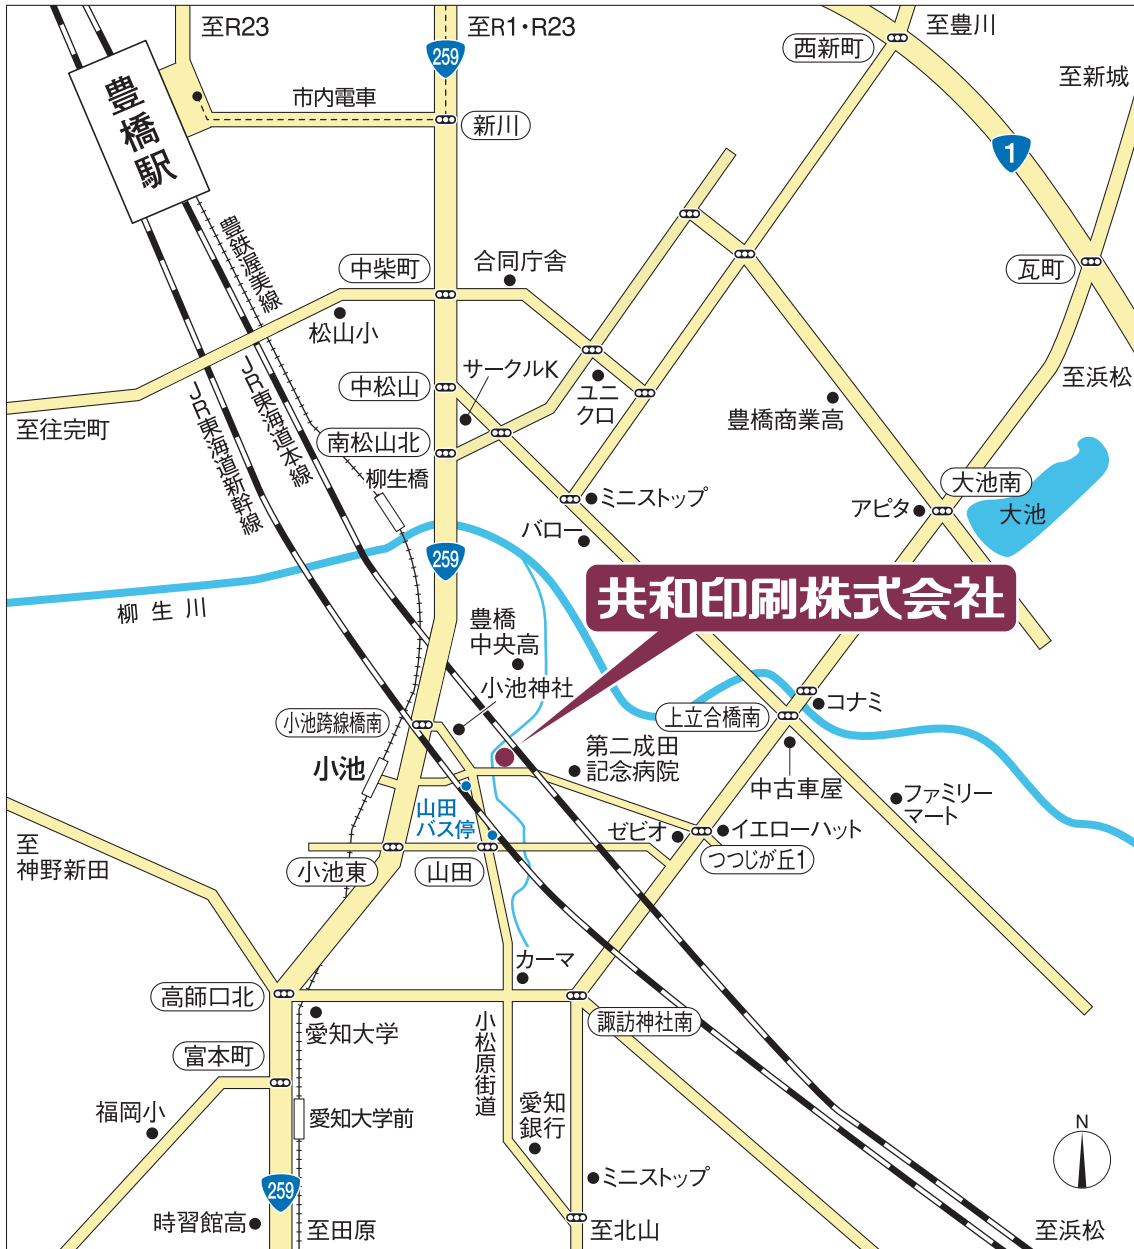 至R23
至R1・R23
259
西新町
至豊川
至新城
豊橋駅
市内電車
新川
1
豊鉄渥美線
中柴町
合同庁舎
瓦町
松山小
サークルK
中松山
ユニ
クロ
至浜松
豊橋商業高
至往完町
JR東海道新幹線
JR東海道本線
南松山北
柳生橋
大池南
アピタ
大池
ミニストップ
バロー
259
共和印刷株式会社
柳生川
豊橋
中央高
小池神社
コナミ
小池跨線橋南
上立合橋南
第二成田
記念病院
小池
中古車屋
ファミリー
マート
山田
バス停
ゼビオ
イエローハット
至
神野新田
小池東
山田
つつじが丘1
カーマ
高師口北
愛知大学
小松原街道
諏訪神社南
富本町
福岡小
愛知大学前
愛知
銀行
N
259
ミニストップ
時習館高
至田原
至北山
至浜松